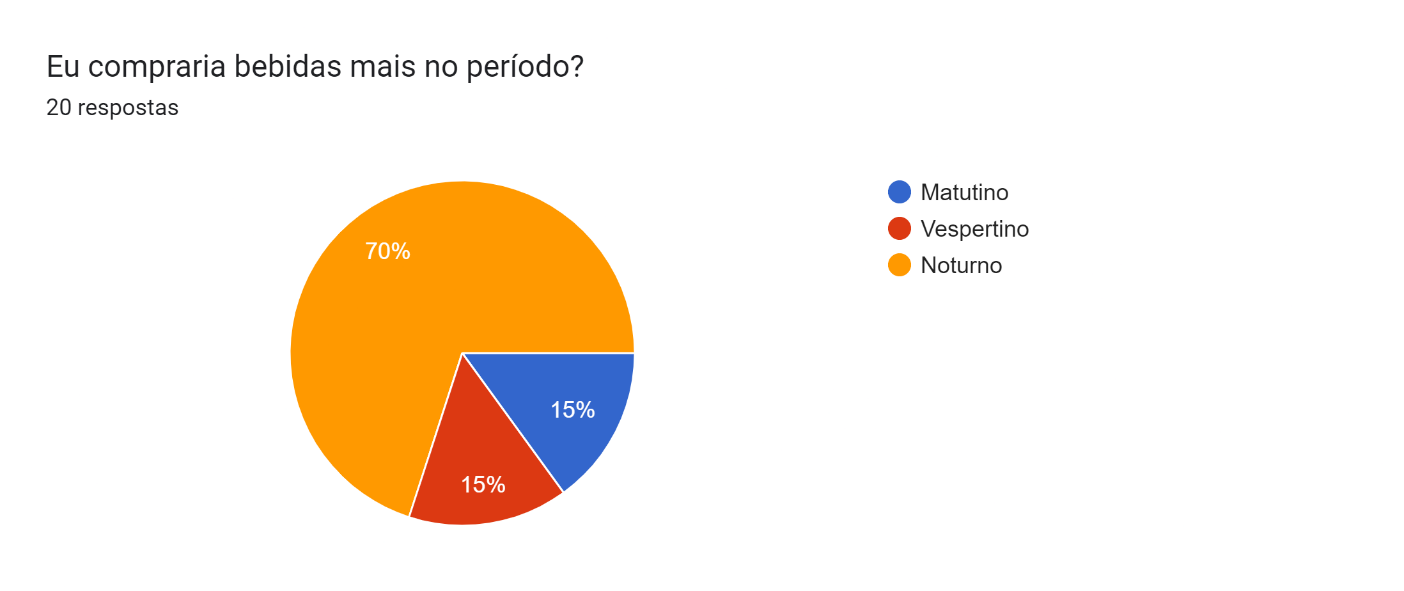 Eu compraria bebidas mais no período?
20 respostas
Matutino
Vespertino
Noturno
70%
15%
15%